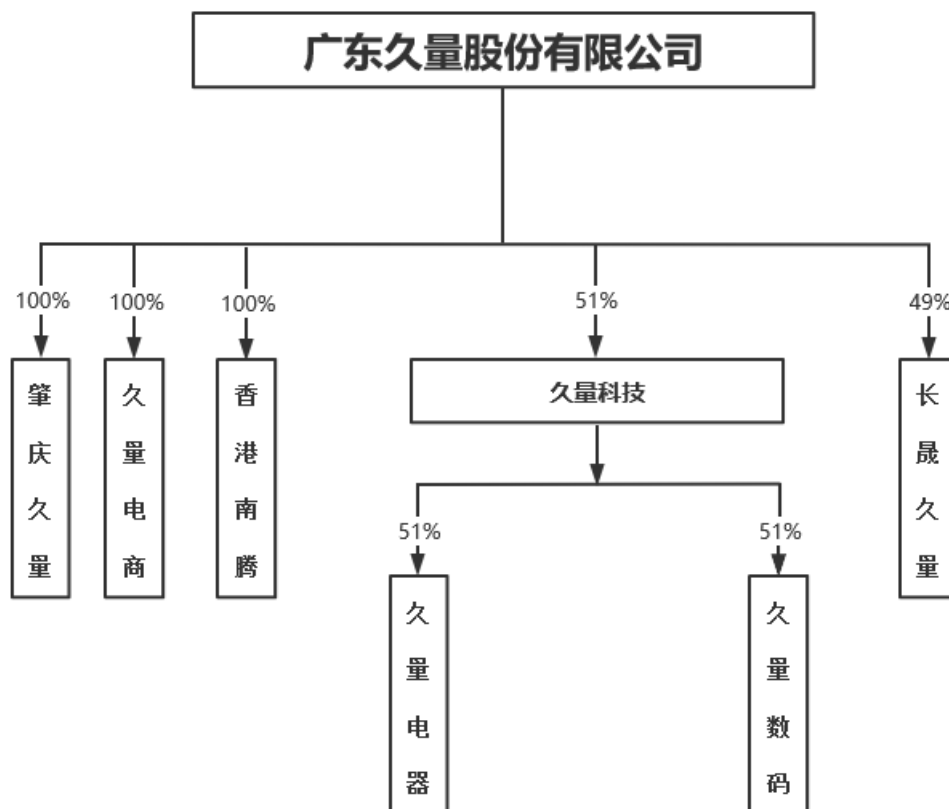 广东久量股份有限公司
100%
100%
100%
51%
49%
肇庆久量
久量电商
香港南腾
久量科技
长晟久量
51%
51%
久量电器
久量数码